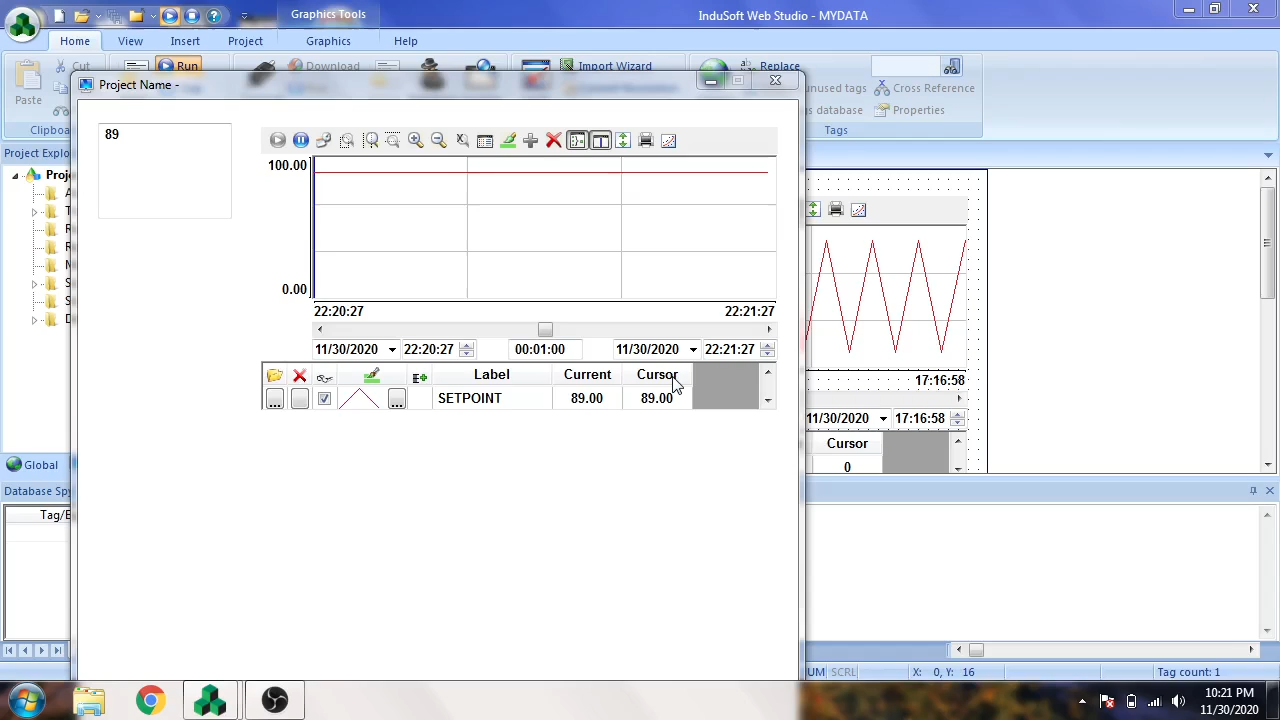 Graphics Tools
InduSoft Web Studio - MYDATA
Home View Insert Project Graphics Help
Paste
Cut
Run
Download
Import Wizard
Replace
unused tags
Cross Reference
s database
Properties
Clipboa
Tags
Project Explo
Proj
Global
Project Name -
89
100.00
0.00
22:20:27 22:21:27
11/30/2020 22:20:27 00:01:00 11/30/2020 22:21:27
Label Current Cursor
SETPOINT 89.00 89.00
17:16:58
11/30/2020 17:16:58
Cursor
0
Database Spy
Tag/E
UM SCRL X: 0, Y: 16 Tag count: 1
10:21 PM
11/30/2020